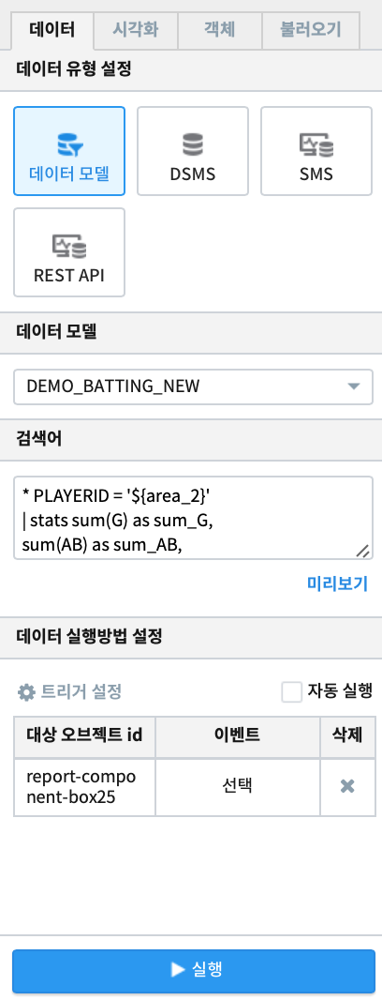 데이터 시각화 객체 불러오기
데이터 유형 설정
데이터 모델 DSMS SMS
REST API
데이터 모델
DEMO_BATTING_NEW
검색어
* PLAYERID = '${area_2}'
| stats sum(G) as sum_G,
sum(AB) as sum_AB,
미리보기
데이터 실행방법 설정
트리거 설정 자동 실행
대상 오브젝트 id 이벤트 삭제
report-compo
nent-box25 선택
실행